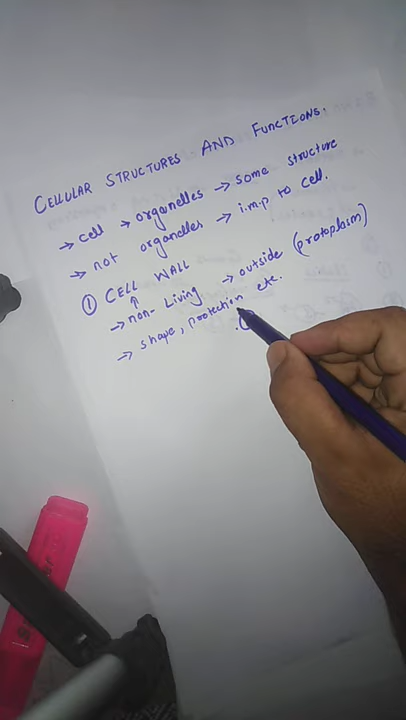 CELLULAR STRUCTURES AND FUNCTIONS.
→ cell → organelles → some structure
→ not organelles → i.m.p to cell.
① CELL WALL
↑
→ non-Living → outside (protoplasm)
→ shape, protection etc.